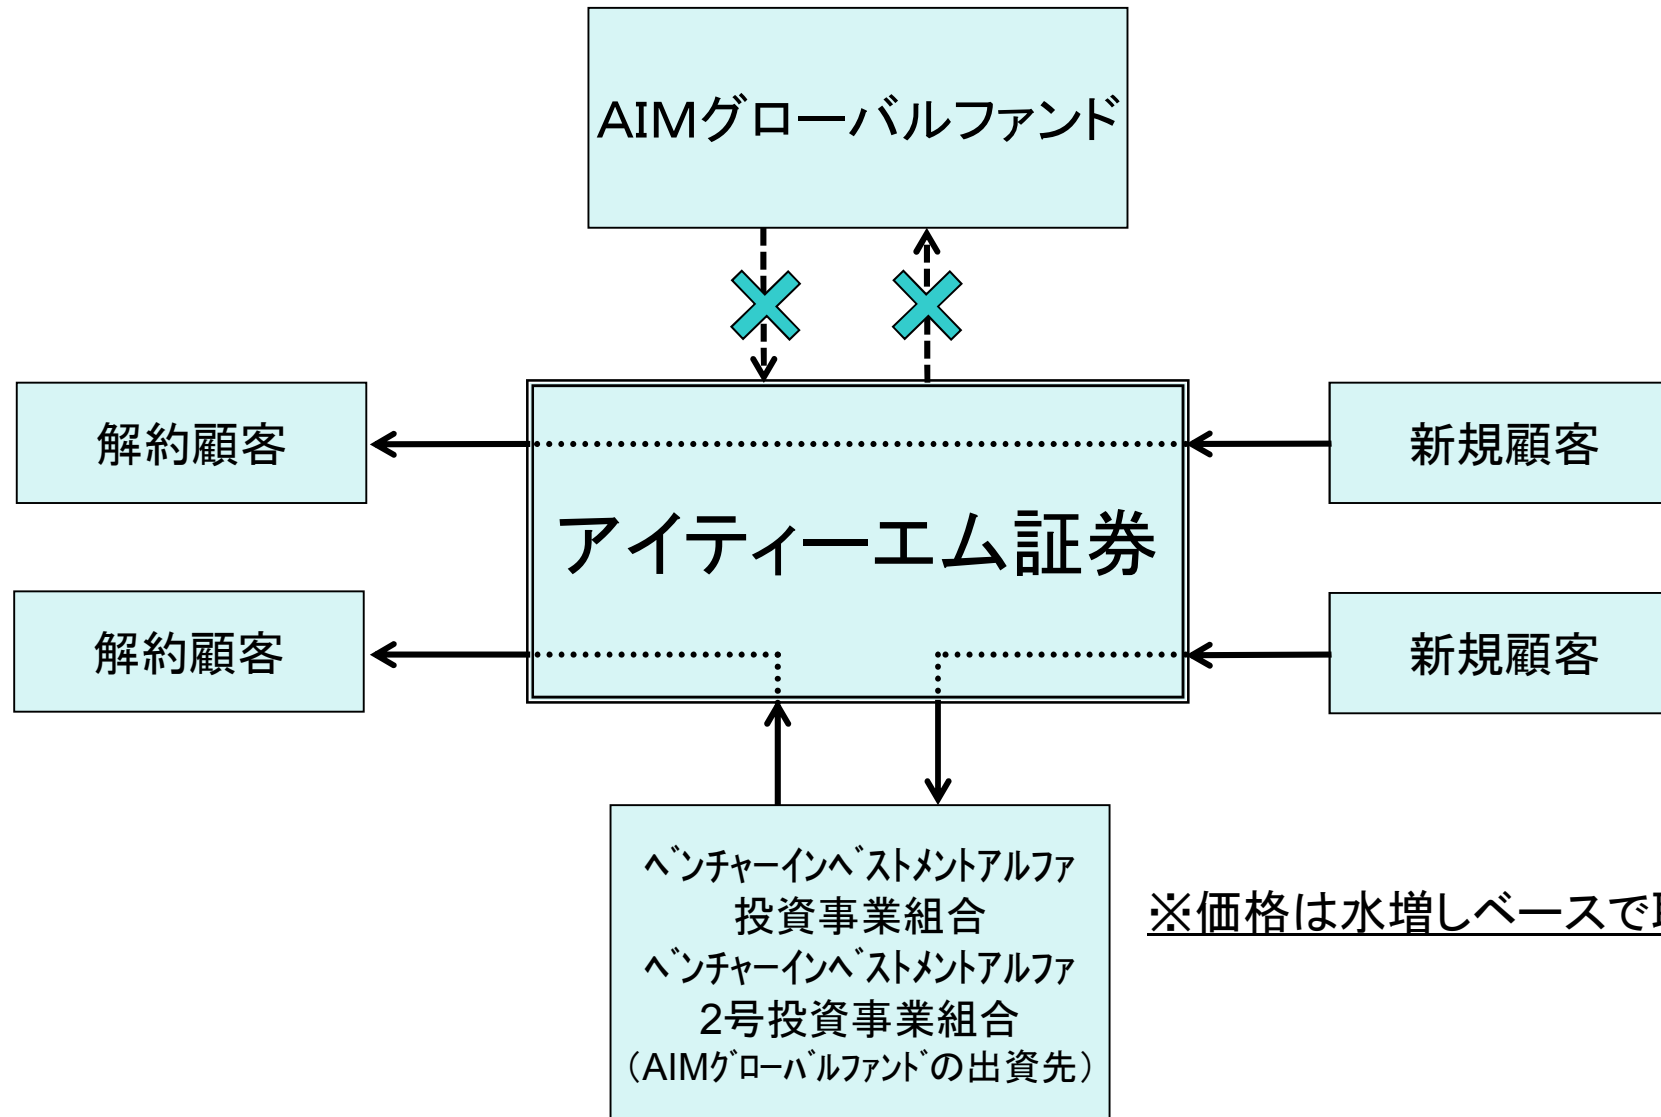 AIMグローバルファンド
解約顧客
新規顧客
アイティーエム証券
解約顧客
新規顧客
ﾍﾞﾝﾁｬｰｲﾝﾍﾞｽﾄﾒﾝﾄｱﾙﾌｧ
投資事業組合
ﾍﾞﾝﾁｬｰｲﾝﾍﾞｽﾄﾒﾝﾄｱﾙﾌｧ
2号投資事業組合
（AIMｸﾞﾛｰﾊﾞﾙﾌｧﾝﾄﾞの出資先）
※価格は水増しベースで